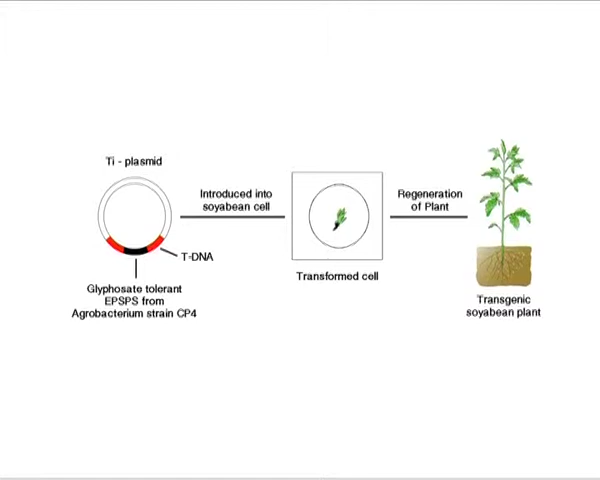 Ti - plasmid
Introduced into
soyabean cell
Regeneration
of Plant
T-DNA
Glyphosate tolerant
EPSPS from
Agrobacterium strain CP4
Transformed cell
Transgenic
soyabean plant